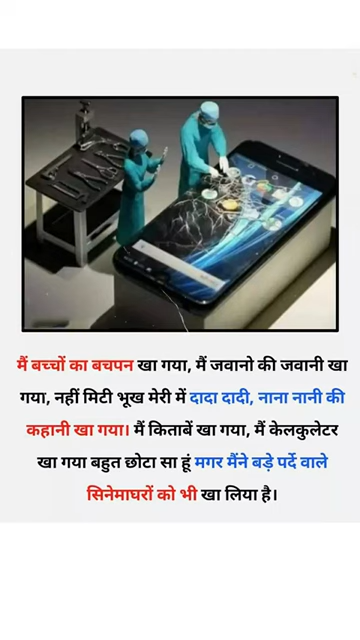 मैं बच्चों का बचपन खा गया, मैं जवानो की जवानी खा
गया, नहीं मिटी भूख मेरी में दादा दादी, नाना नानी की
कहानी खा गया। मैं किताबें खा गया, मैं केलकुलेटर
खा गया बहुत छोटा सा हूं मगर मैंने बड़े पर्दे वाले
सिनेमाघरों को भी खा लिया है।